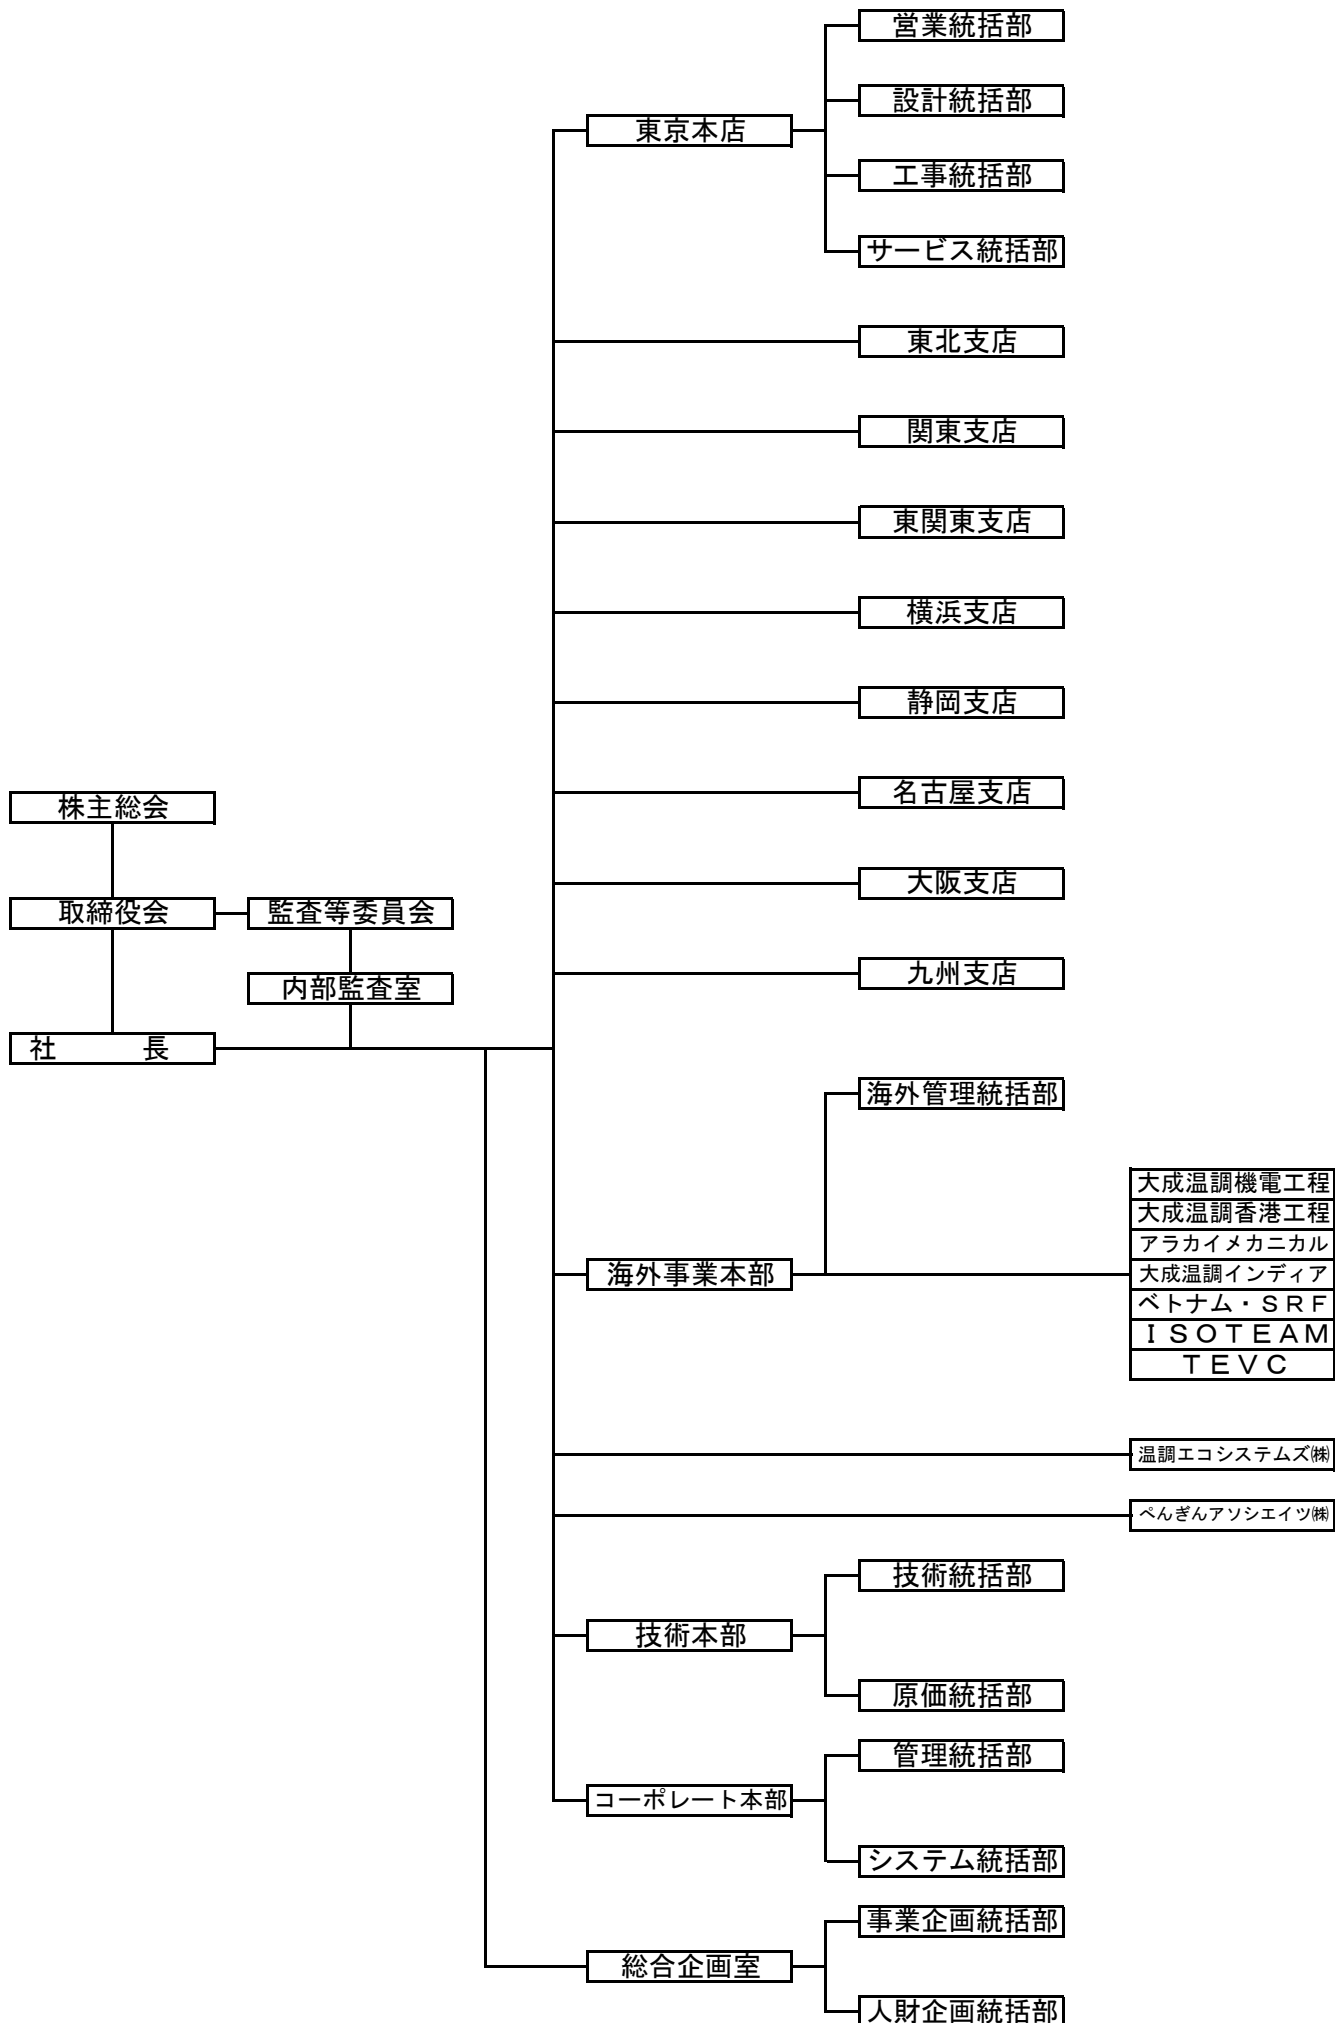 営業統括部
設計統括部
東京本店
工事統括部
サービス統括部
東北支店
関東支店
東関東支店
横浜支店
静岡支店
名古屋支店
株主総会
大阪支店
取締役会
監査等委員会
九州支店
内部監査室
社　　　長
海外管理統括部
大成温調機電工程
大成温調香港工程
アラカイメカニカル
海外事業本部
大成温調インディア
ベトナム・ＳＲＦ
ＩＳＯＴＥＡＭ
ＴＥＶＣ
温調エコシステムズ㈱
ぺんぎんアソシエイツ㈱
技術統括部
技術本部
原価統括部
管理統括部
コーポレート本部
システム統括部
事業企画統括部
総合企画室
人財企画統括部